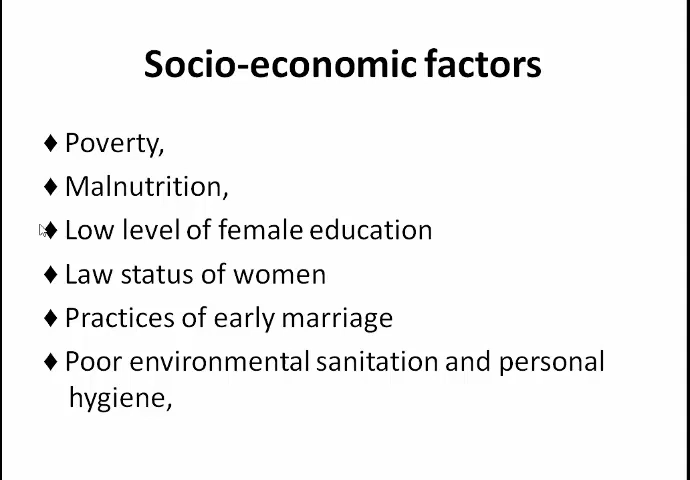 Socio-economic factors
♦ Poverty,
♦ Malnutrition,
♦ Low level of female education
♦ Law status of women
♦ Practices of early marriage
♦ Poor environmental sanitation and personal
hygiene,